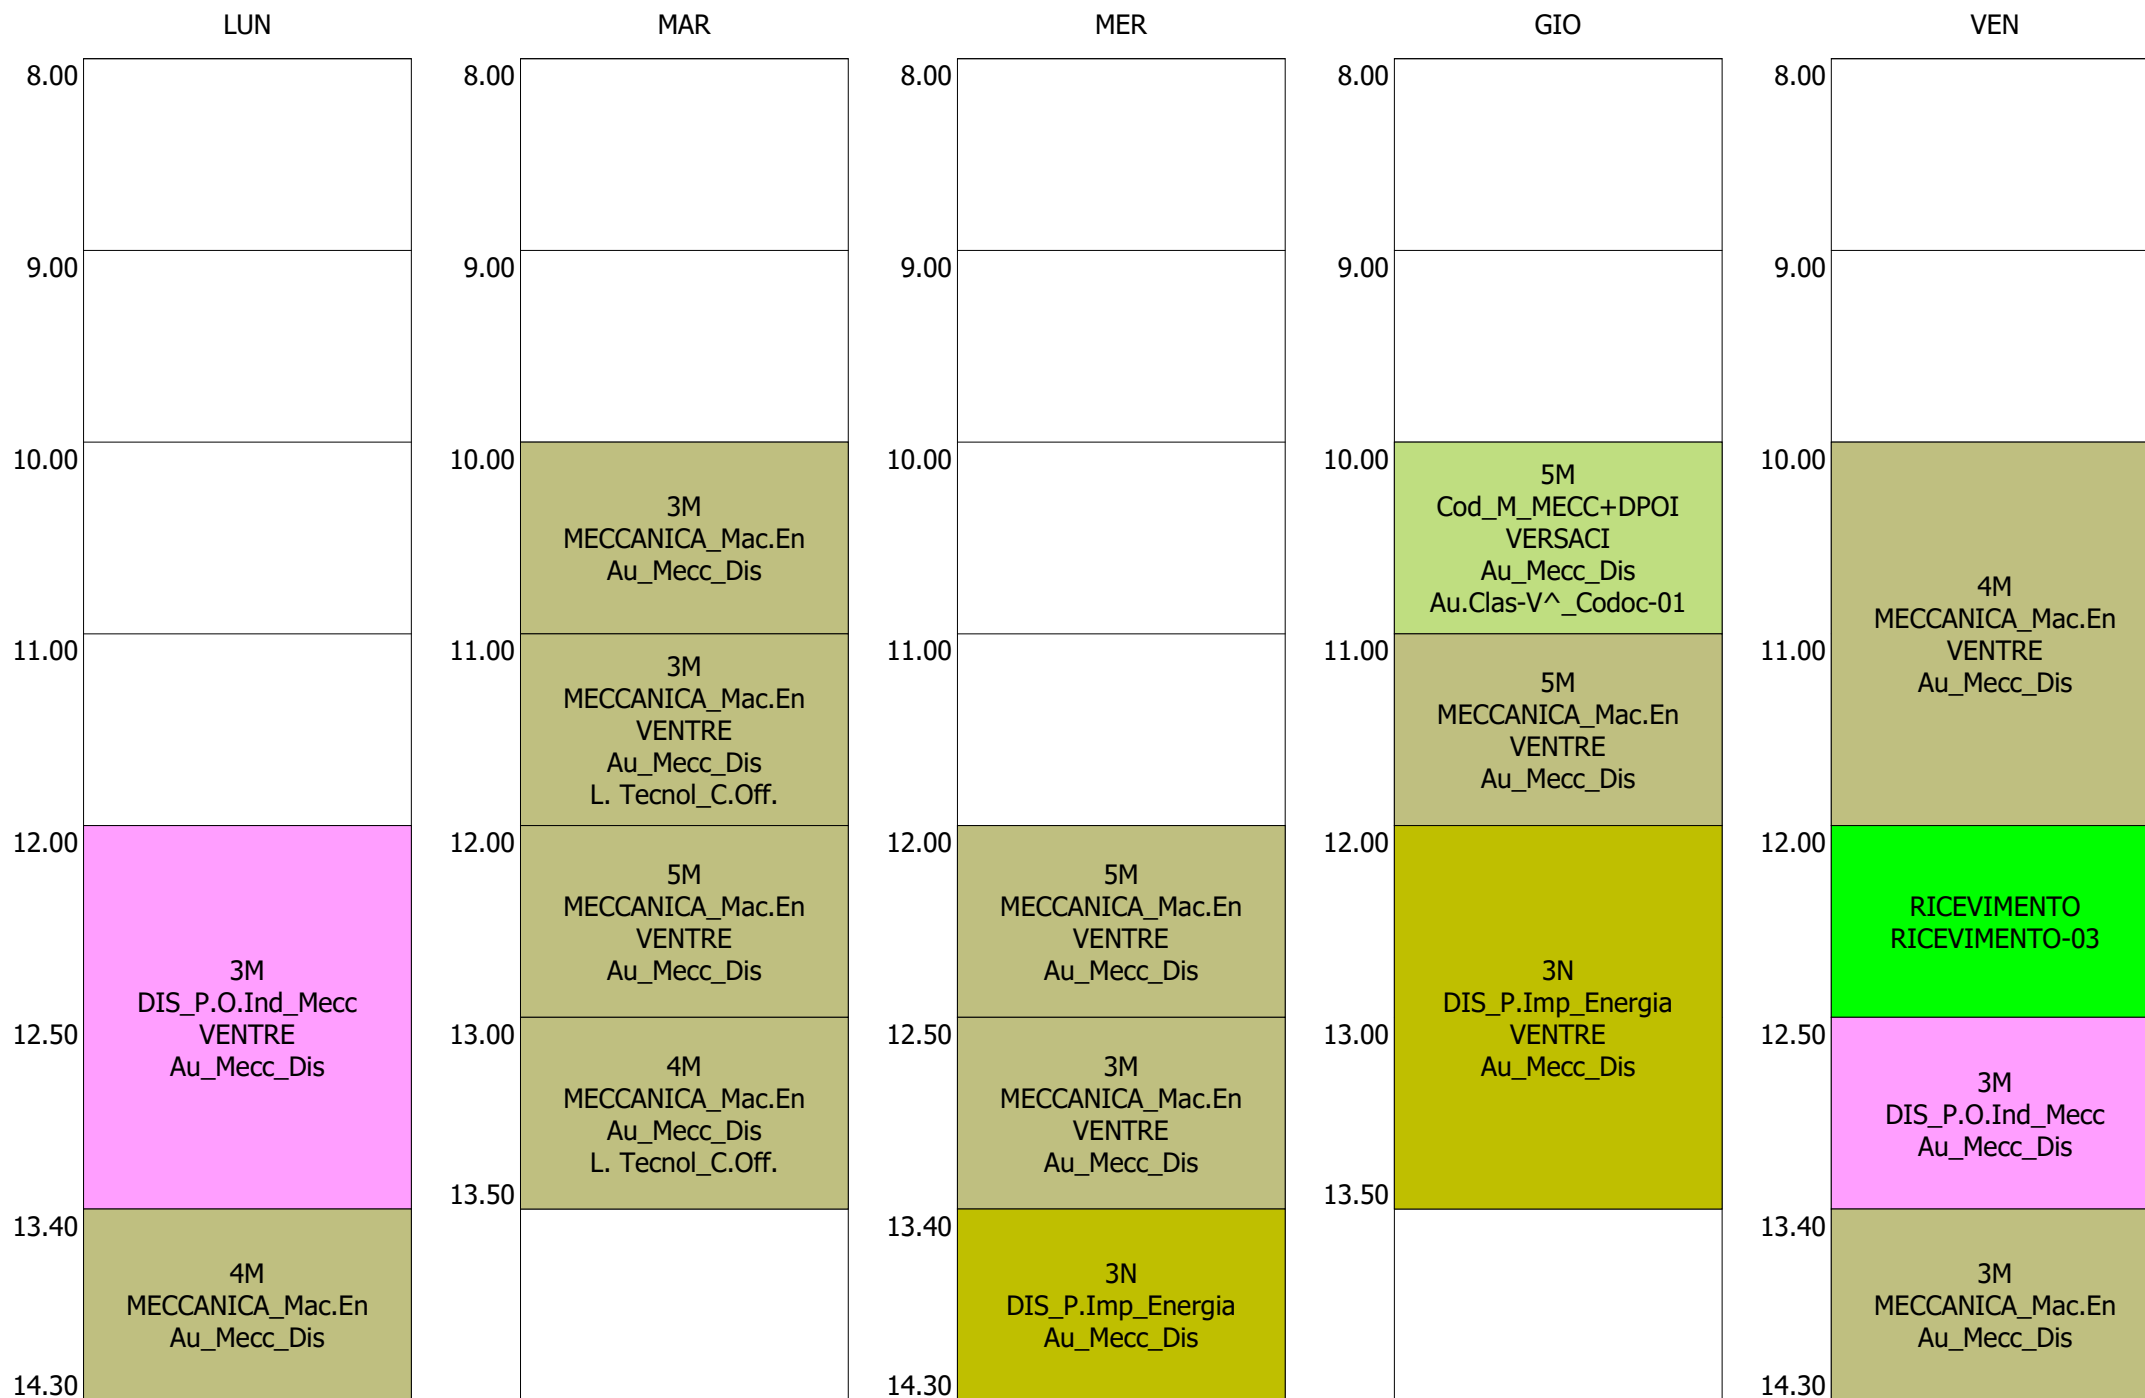 LUN
8.00
9.00
10.00
11.00
12.00
3M
DIS_P.O.Ind_Mecc
VENTRE
Au_Mecc_Dis
12.50
13.40
4M
MECCANICA_Mac.En
Au_Mecc_Dis
14.30
MAR
8.00
9.00
10.00
3M
MECCANICA_Mac.En
Au_Mecc_Dis
11.00
3M
MECCANICA_Mac.En
VENTRE
Au_Mecc_Dis
L. Tecnol_C.Off.
12.00
5M
MECCANICA_Mac.En
VENTRE
Au_Mecc_Dis
13.00
4M
MECCANICA_Mac.En
Au_Mecc_Dis
L. Tecnol_C.Off.
13.50
MER
8.00
9.00
10.00
11.00
12.00
5M
MECCANICA_Mac.En
VENTRE
Au_Mecc_Dis
12.50
3M
MECCANICA_Mac.En
VENTRE
Au_Mecc_Dis
13.40
3N
DIS_P.Imp_Energia
Au_Mecc_Dis
14.30
GIO
8.00
9.00
10.00
5M
Cod_M_MECC+DPOI
VERSACI
Au_Mecc_Dis
Au.Clas-V^_Codoc-01
11.00
5M
MECCANICA_Mac.En
VENTRE
Au_Mecc_Dis
12.00
3N
DIS_P.Imp_Energia
VENTRE
Au_Mecc_Dis
13.00
13.50
VEN
8.00
9.00
10.00
4M
MECCANICA_Mac.En
VENTRE
Au_Mecc_Dis
11.00
12.00
RICEVIMENTO
RICEVIMENTO-03
12.50
3M
DIS_P.O.Ind_Mecc
Au_Mecc_Dis
13.40
3M
MECCANICA_Mac.En
Au_Mecc_Dis
14.30